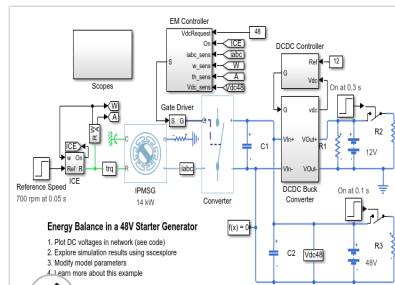 EM Controller
VdcRequest
48
On
ICE
iabc_sens
iabc
w_sens
W
th_sens
A
Vdc_sens
Vdc48
S
Scopes
DCDC Controller
Ref
12
G
Vdc
On at 0.3 s
Gate Driver
S G
W
A
ICE
w On
Ref R
ICE
Reference Speed
700 rpm at 0.05 s
trq
IPMSG
14 kW
iabc
Converter
C1
G
vdc
VIn+
VOut+
VIn-
VOut-
DCDC Buck
Converter
R1
R2
12V
On at 0.1 s
f(x) = 0
C2
Vdc48
48V
R3
Energy Balance in a 48V Starter Generator
1. Plot DC voltages in network (see code)
2. Explore simulation results using sscexplore
3. Modify model parameters
4. Learn more about this example